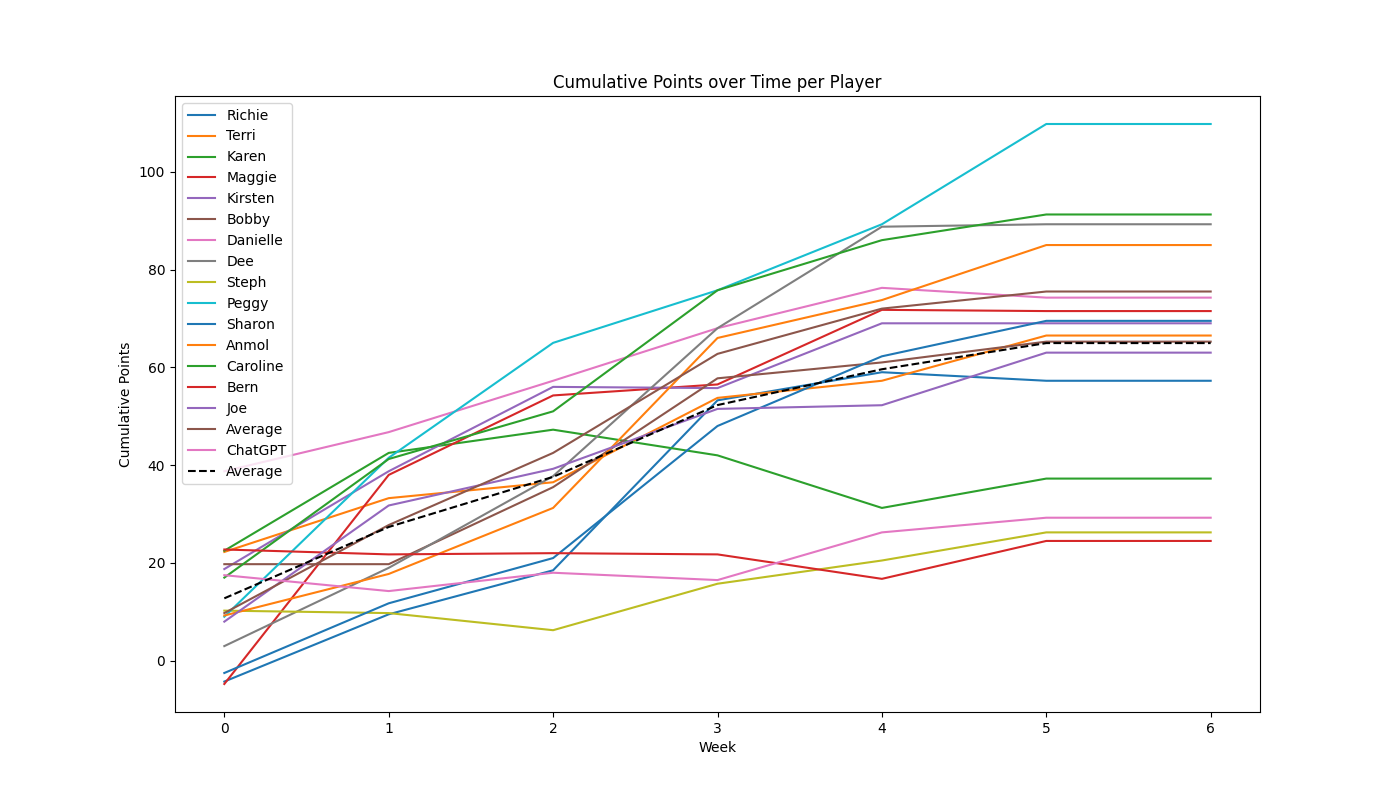 Cumulative Points over Time per Player
Richie
Terri
Karen
Maggie
Kirsten
Bobby
Danielle
Dee
Steph
Peggy
Sharon
Anmol
Caroline
Bern
Joe
Average
ChatGPT
Average
Cumulative Points
100
80
60
40
20
0
0 1 2 3 4 5 6
Week